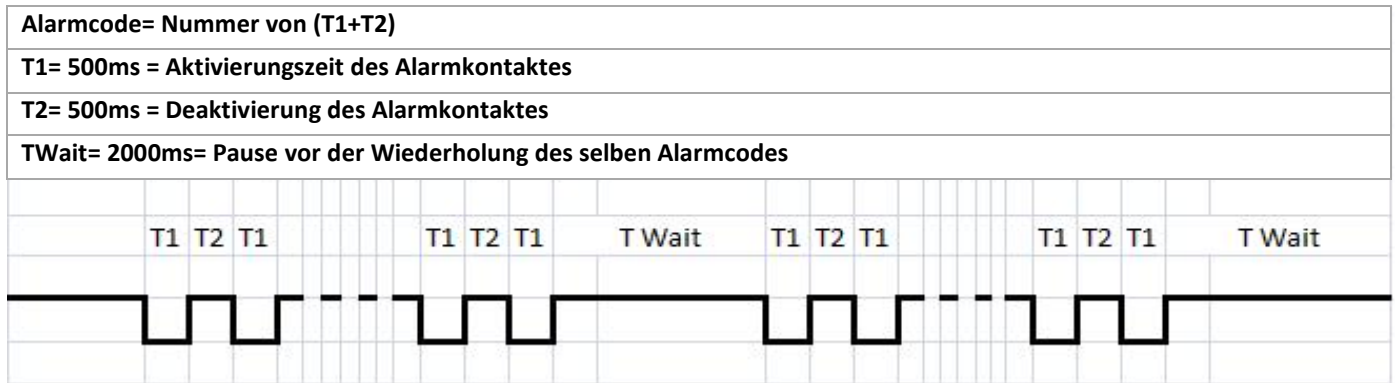 Alarmcode= Nummer von (T1+T2)
T1= 500ms = Aktivierungszeit des Alarmkontaktes
T2= 500ms = Deaktivierung des Alarmkontaktes
TWait= 2000ms= Pause vor der Wiederholung des selben Alarmcodes
T1 T2 T1 T1 T2 T1 T Wait T1 T2 T1 T1 T2 T1 T Wait